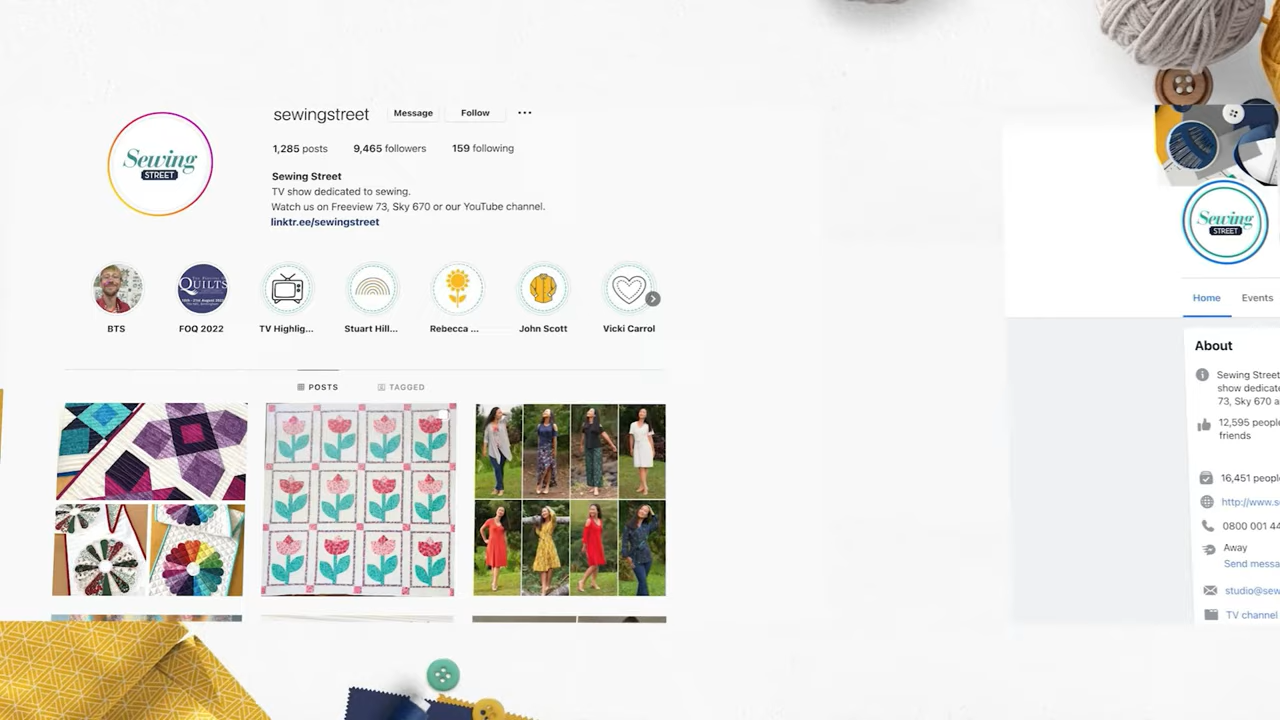 sewingstreet Message Follow
1,285 posts 9,465 followers 159 following
Sewing Street
TV show dedicated to sewing.
Watch us on Freeview 73, Sky 670 or our YouTube channel.
linktr.ee/sewingstreet
Sewing
STREET
QUILTS
BTS FOQ 2022 TV Highlig... Stuart Hill... Rebecca ... John Scott Vicki Carrol
POSTS TAGGED
Sewing
STREET
Home Events
About
Sewing Street
show dedicate
73, Sky 670 a
12,595 people
friends
16,451 people
http://www.s
0800 001 44
Away
Send messa
studio@sew
TV channel